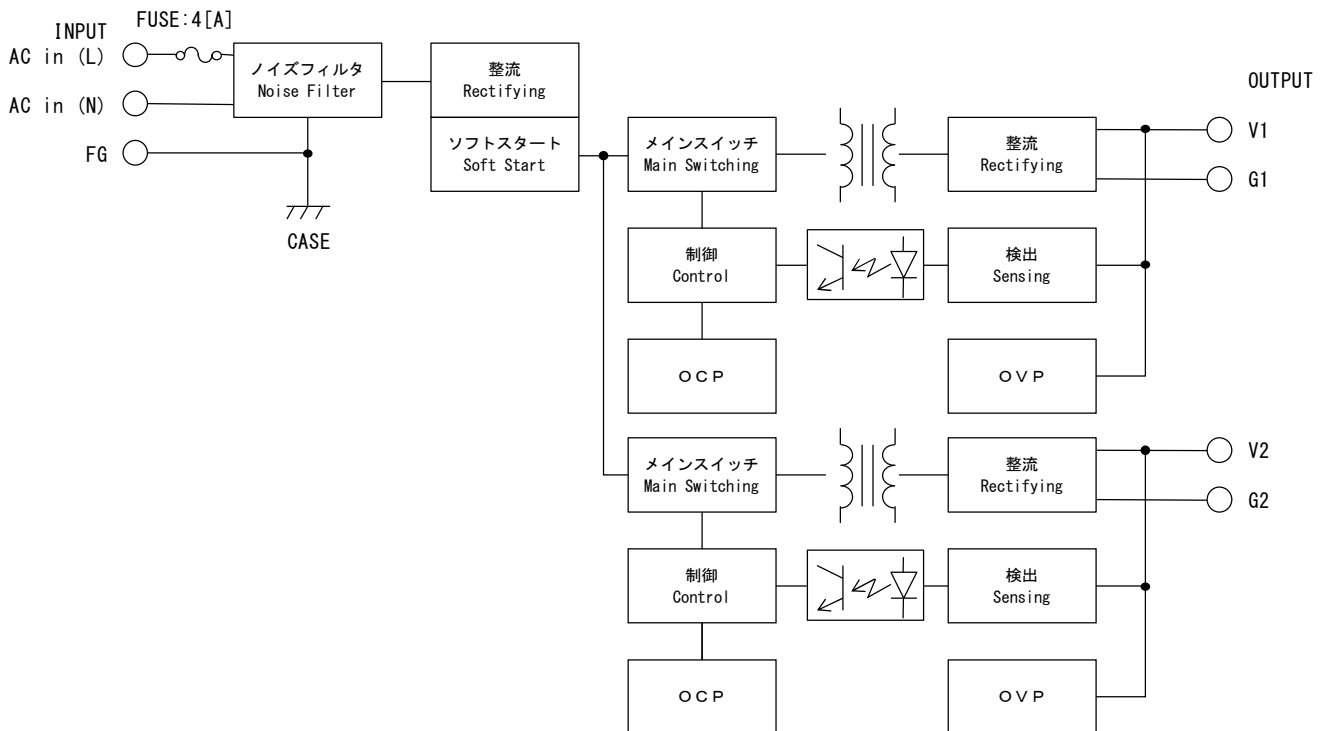 FUSE:4[A]
INPUT
AC in (L)
AC in (N)
FG
ノイズフィルタ
Noise Filter
CASE
整流
Rectifying
ソフトスタート
Soft Start
OUTPUT
メインスイッチ
Main Switching
整流
Rectifying
V1
G1
制御
Control
検出
Sensing
OCP
OVP
メインスイッチ
Main Switching
整流
Rectifying
V2
G2
制御
Control
検出
Sensing
OCP
OVP